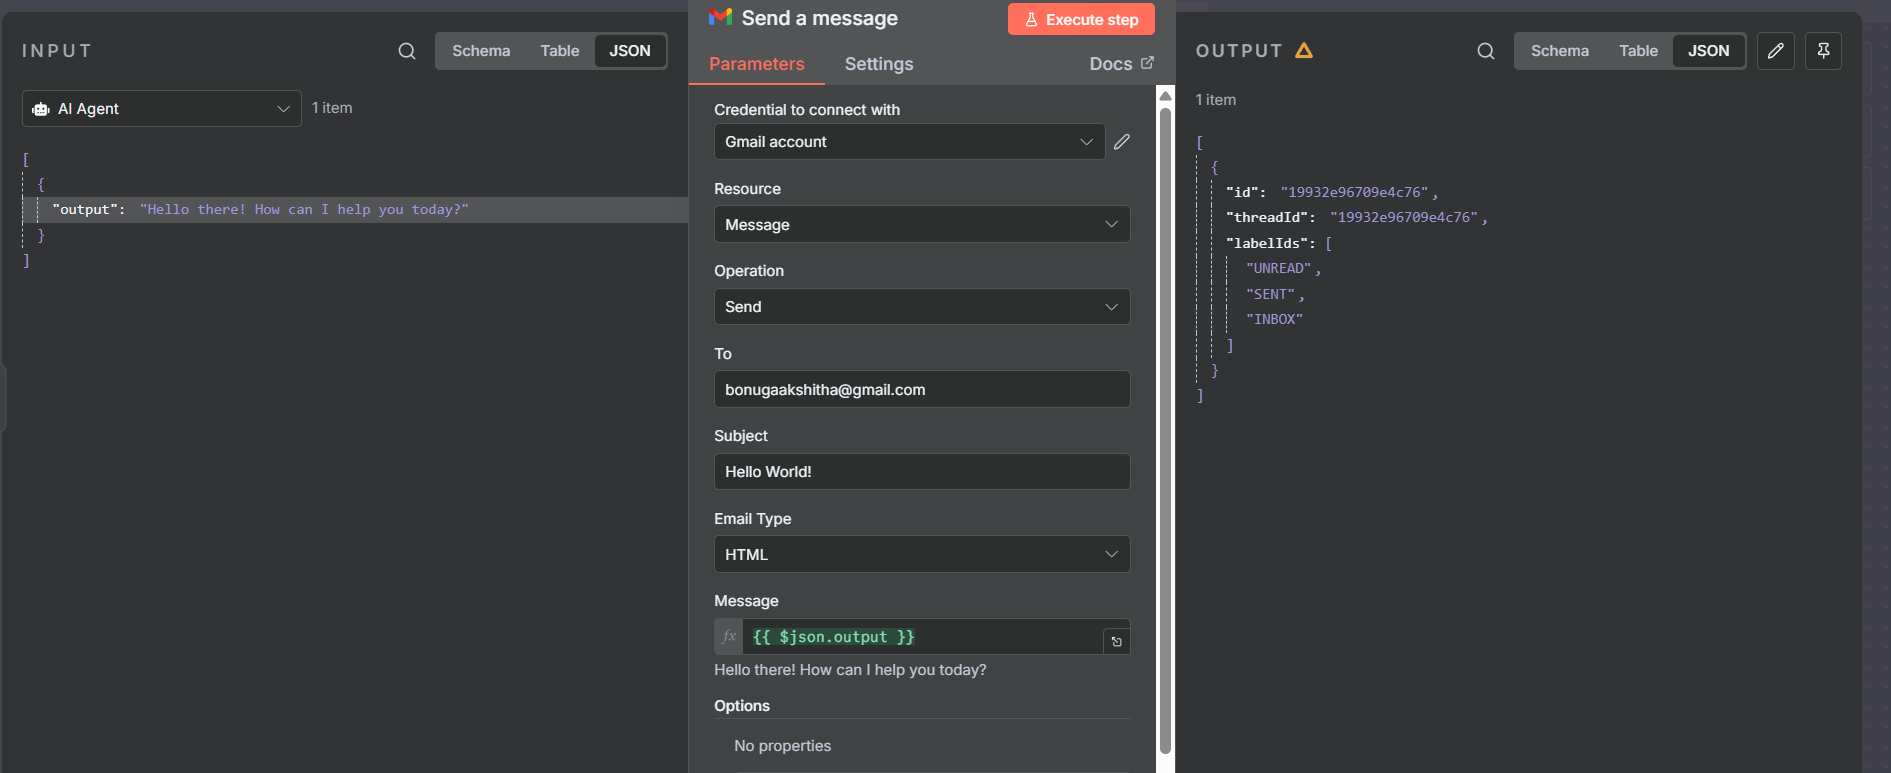 INPUT
Schema Table JSON
AI Agent
1 item
[
{
"output": "Hello there! How can I help you today?"
}
]
Send a message
Execute step
Parameters
Settings
Docs
Credential to connect with
Gmail account
Resource
Message
Operation
Send
To
bonugaakshitha@gmail.com
Subject
Hello World!
Email Type
HTML
Message
fx {{ $json.output }}
Hello there! How can I help you today?
Options
No properties
OUTPUT
Schema Table JSON
1 item
[
{
"id": "19932e96709e4c76",
"threadId": "19932e96709e4c76",
"labelIds": [
"UNREAD",
"SENT",
"INBOX"
]
}
]